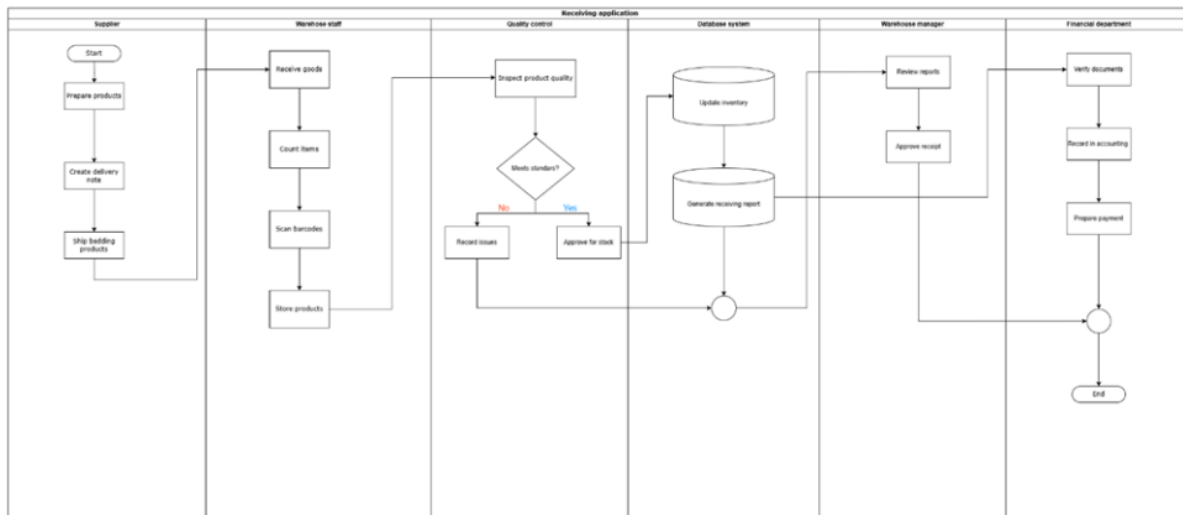 Receiving application
Supplier
Warehose staff
Quality control
Database system
Warehouse manager
Financial department
Start
Prepare products
Create delivery
note
Ship bedding
products
Receive goods
Count items
Scan barcodes
Store products
Inspect product quality
Meets standars?
No
Yes
Record issues
Approve for stock
Update inventory
Generate receiving report
Review reports
Approve receipt
Verify documents
Record in accounting
Prepare payment
End